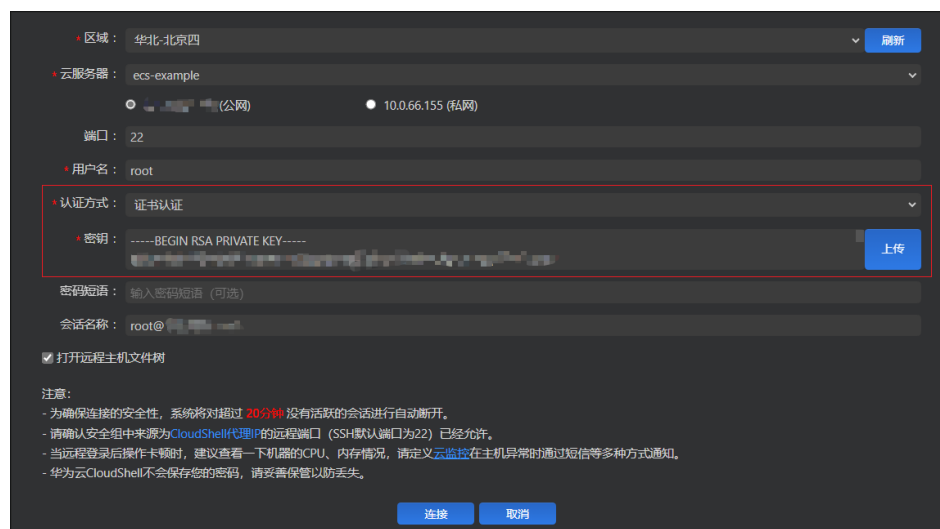 * 区域： 华北-北京四 刷新
* 云服务器： ecs-example
(公网) 10.0.66.155 (私网)
端口： 22
* 用户名： root
* 认证方式： 证书认证
* 密钥： -----BEGIN RSA PRIVATE KEY-----
上传
密码短语： 输入密码短语（可选）
会话名称： root@
打开远程主机文件树
注意：
- 为确保连接的安全性，系统将对超过 20分钟 没有活跃的会话进行自动断开。
- 请确认安全组中来源为CloudShell代理IP的远程端口（SSH默认端口为22）已经允许。
- 当远程登录后操作卡顿时，建议查看一下机器的CPU、内存情况，请定义云监控在主机异常时通过短信等多种方式通知。
- 华为云CloudShell不会保存您的密码，请妥善保管以防丢失。
连接 取消